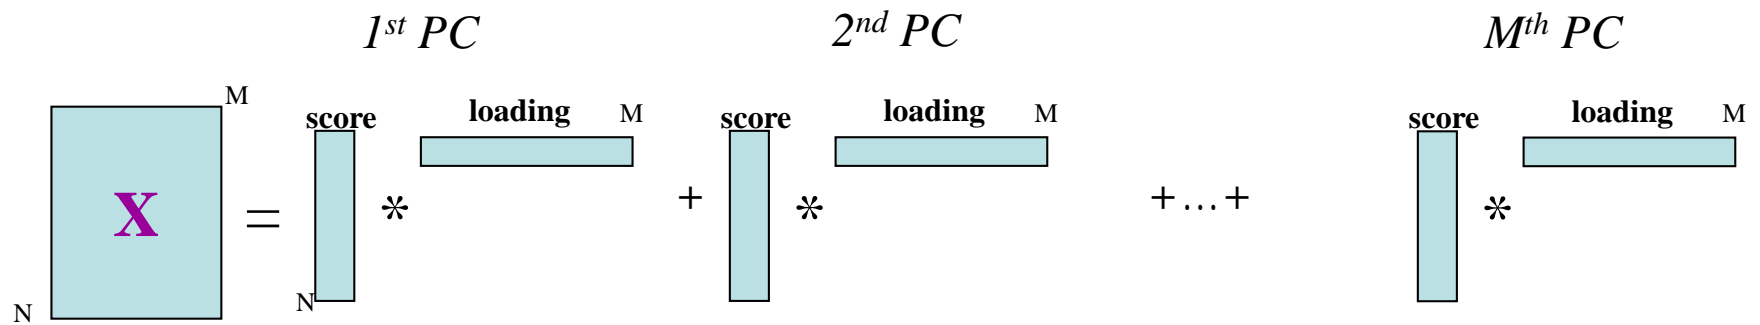 1st PC 2nd PC Mth PC
M score loading M score loading M score loading M
X = * + * +...+ *
N N